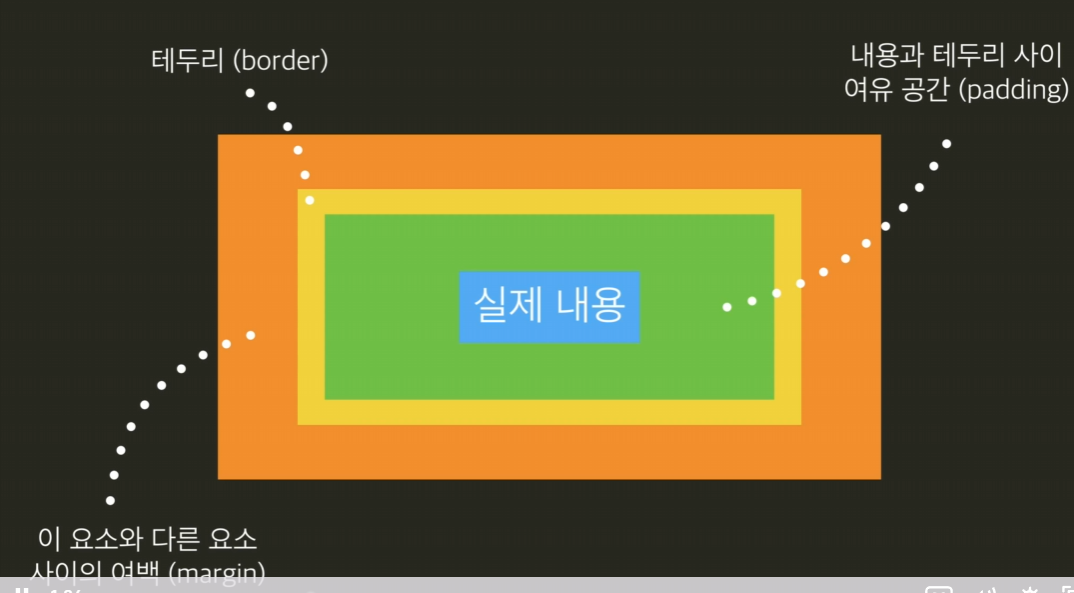 테두리 (border)
내용과 테두리 사이
여유 공간 (padding)
실제 내용
이 요소와 다른 요소
사이의 여백 (margin)